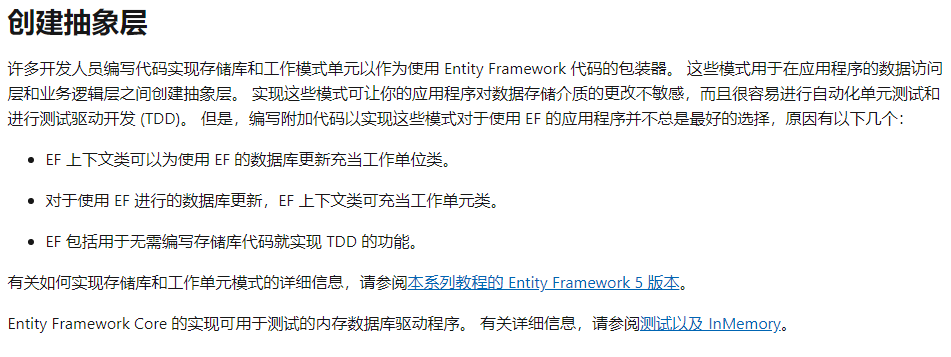 创建抽象层
许多开发人员编写代码实现存储库和工作模式单元以作为使用 Entity Framework 代码的包装器。 这些模式用于在应用程序的数据访问
层和业务逻辑层之间创建抽象层。 实现这些模式可让你的应用程序对数据存储介质的更改不敏感，而且很容易进行自动化单元测试和
进行测试驱动开发 (TDD)。 但是，编写附加代码以实现这些模式对于使用 EF 的应用程序并不总是最好的选择，原因有以下几个：
• EF 上下文类可以为使用 EF 的数据库更新充当工作单位类。
• 对于使用 EF 进行的数据库更新，EF 上下文类可充当工作单元类。
• EF 包括用于无需编写存储库代码就实现 TDD 的功能。
有关如何实现存储库和工作单元模式的详细信息，请参阅本系列教程的 Entity Framework 5 版本。
Entity Framework Core 的实现可用于测试的内存数据库驱动程序。 有关详细信息，请参阅测试以及 InMemory。